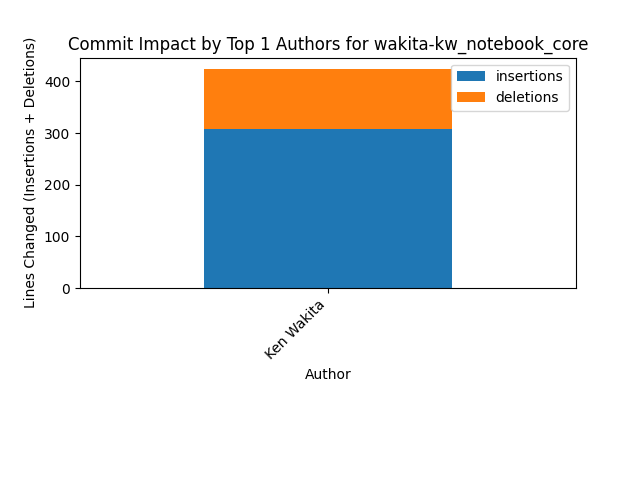 Commit Impact by Top 1 Authors for wakita-kw_notebook_core
Lines Changed (Insertions + Deletions)
400
300
200
100
0
insertions
deletions
Ken Wakita
Author